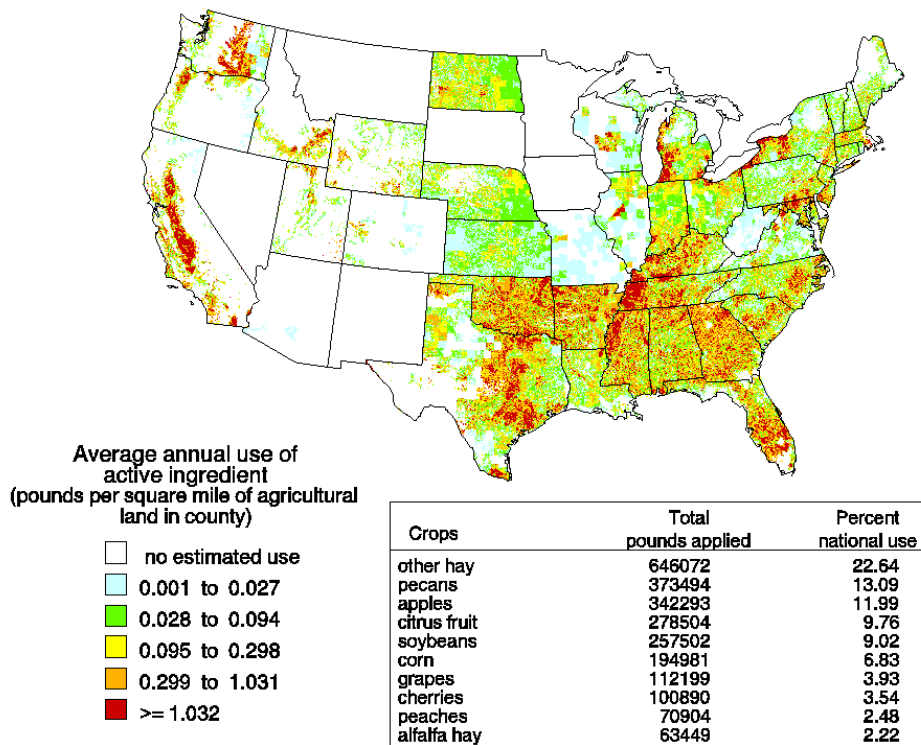 Average annual use of
active ingredient
(pounds per square mile of agricultural
land in county)
no estimated use
0.001 to 0.027
0.028 to 0.094
0.095 to 0.298
0.299 to 1.031
>= 1.032
Crops Total pounds applied Percent national use
other hay 646072 22.64
pecans 373494 13.09
apples 342293 11.99
citrus fruit 278504 9.76
soybeans 257502 9.02
corn 194981 6.83
grapes 112199 3.93
cherries 100890 3.54
peaches 70904 2.48
alfalfa hay 63449 2.22